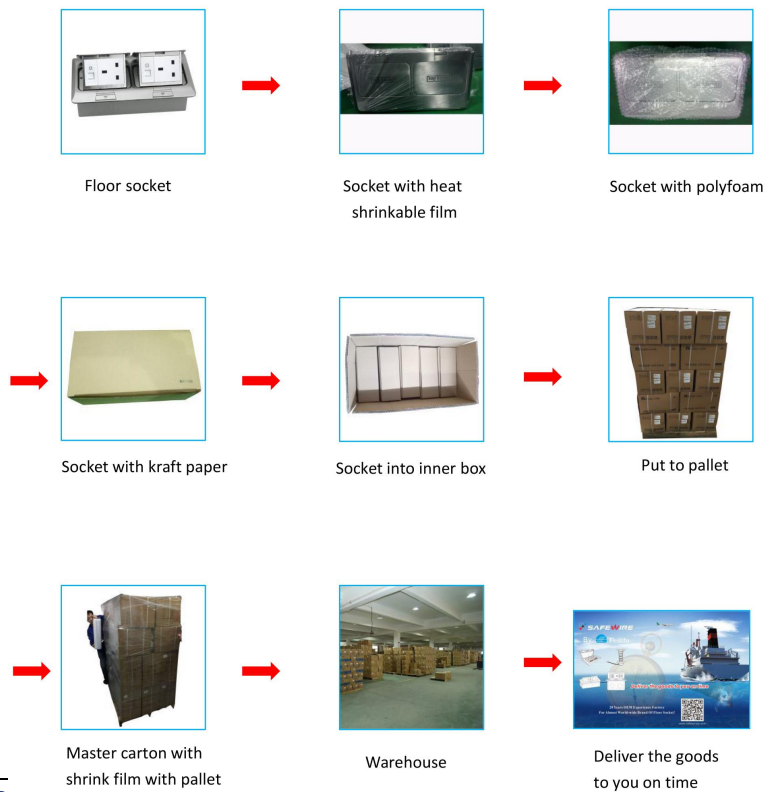 Floor socket
Socket with heat
shrinkable film
Socket with polyfoam
Socket with kraft paper
Socket into inner box
Put to pallet
Master carton with
shrink film with pallet
Warehouse
SAFEWIRE
Deliver the goods to you on time
Deliver the goods
to you on time